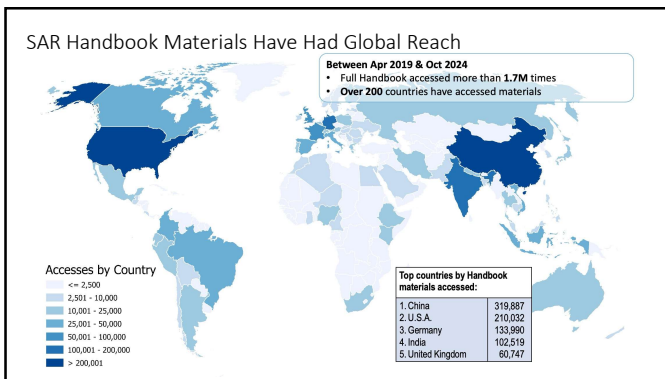 SAR Handbook Materials Have Had Global Reach
Between Apr 2019 & Oct 2024
• Full Handbook accessed more than 1.7M times
• Over 200 countries have accessed materials
Accesses by Country
<= 2,500
2,501 - 10,000
10,001 - 25,000
25,001 - 50,000
50,001 - 100,000
100,001 - 200,000
> 200,001
Top countries by Handbook
materials accessed:
1. China 319,887
2. U.S.A. 210,032
3. Germany 133,990
4. India 102,519
5. United Kingdom 60,747